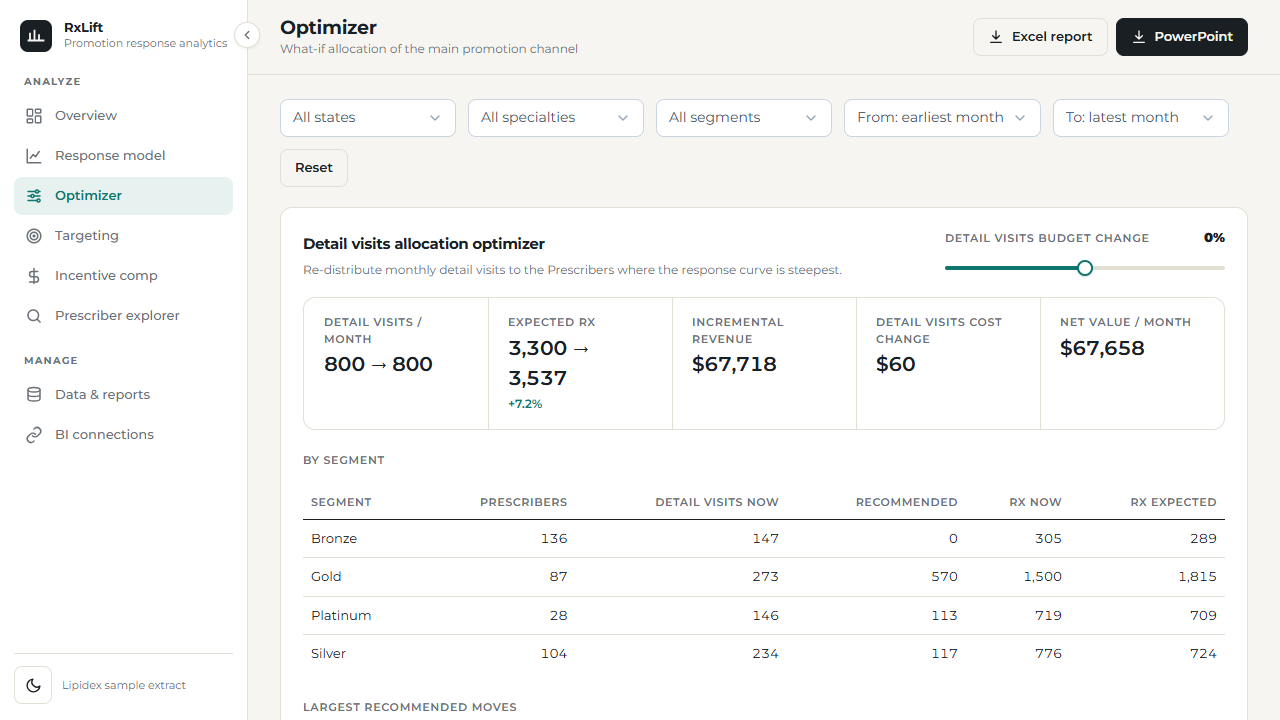 RxLift
Promotion response analytics
ANALYZE
Overview
Response model
Optimizer
Targeting
Incentive comp
Prescriber explorer
MANAGE
Data & reports
BI connections
Lipidex sample extract
Optimizer
What-if allocation of the main promotion channel
Excel report
PowerPoint
All states
All specialties
All segments
From: earliest month
To: latest month
Reset
Detail visits allocation optimizer
Re-distribute monthly detail visits to the Prescribers where the response curve is steepest.
DETAIL VISITS BUDGET CHANGE 0%
DETAIL VISITS /
MONTH
800 → 800
EXPECTED RX
3,300 →
3,537
+7.2%
INCREMENTAL
REVENUE
$67,718
DETAIL VISITS COST
CHANGE
$60
NET VALUE / MONTH
$67,658
BY SEGMENT
SEGMENT PRESCRIBERS DETAIL VISITS NOW RECOMMENDED RX NOW RX EXPECTED
Bronze 136 147 0 305 289
Gold 87 273 570 1,500 1,815
Platinum 28 146 113 719 709
Silver 104 234 117 776 724
LARGEST RECOMMENDED MOVES